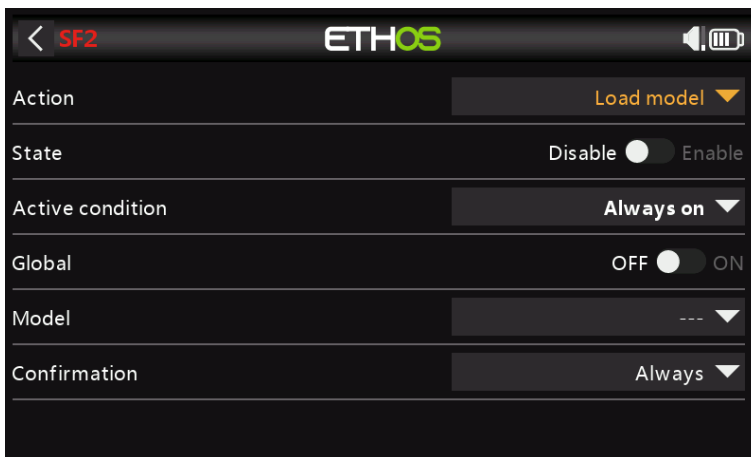 SF2 ETHOS
Action Load model
State Disable Enable
Active condition Always on
Global OFF ON
Model ---
Confirmation Always